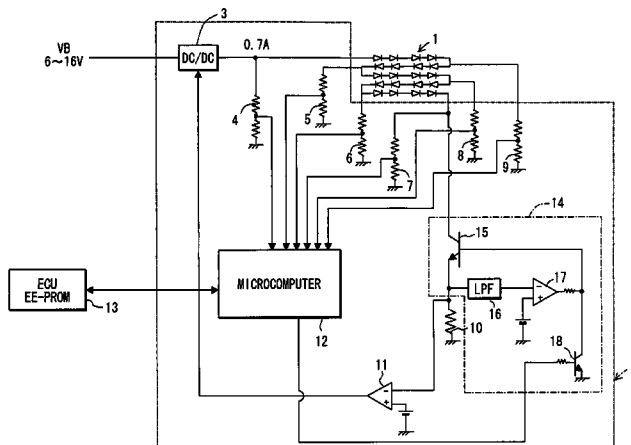 3
VB
6～16V
DC/DC
0.7A
1
4
5
6
7
8
9
14
15
LPF
16
17
10
18
ECU
EE-PROM
13
MICROCOMPUTER
12
11